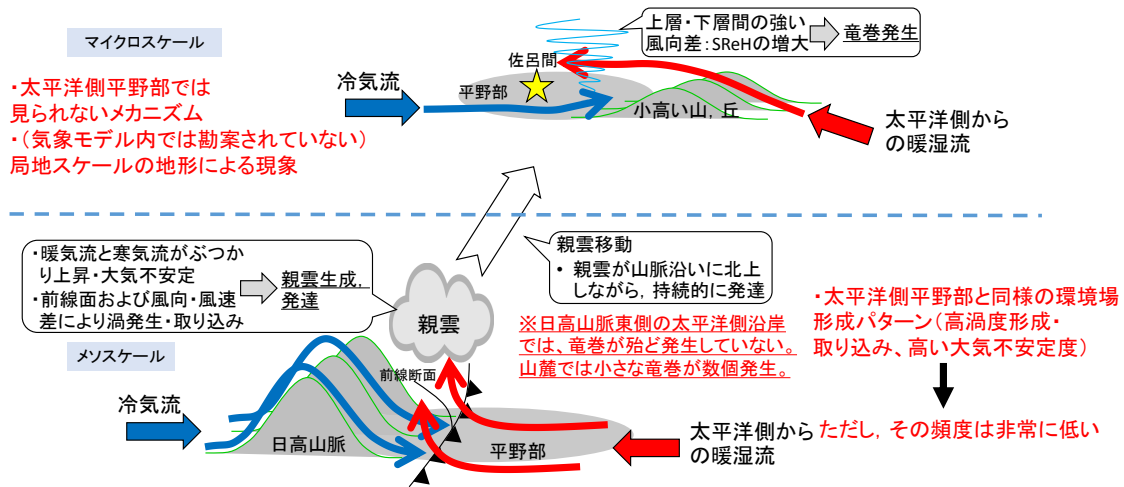 マイクロスケール
・太平洋側平野部では
見られないメカニズム
・(気象モデル内では勘案されていない)
局地スケールの地形による現象
上層・下層間の強い
風向差:SReHの増大
竜巻発生
佐呂間
冷気流
平野部
小高い山, 丘
太平洋側から
の暖湿流
・暖気流と寒気流がぶつか
り上昇・大気不安定
・前線面および風向・風速
差により渦発生・取り込み
親雲生成,
発達
親雲移動
• 親雲が山脈沿いに北上
しながら, 持続的に発達
親雲
メソスケール
※日高山脈東側の太平洋側沿岸
では、竜巻が殆ど発生していない。
山麓では小さな竜巻が数個発生。
・太平洋側平野部と同様の環境場
形成パターン(高渦度形成・
取り込み、高い大気不安定度)
前線断面
冷気流
日高山脈
平野部
太平洋側から
の暖湿流
ただし, その頻度は非常に低い